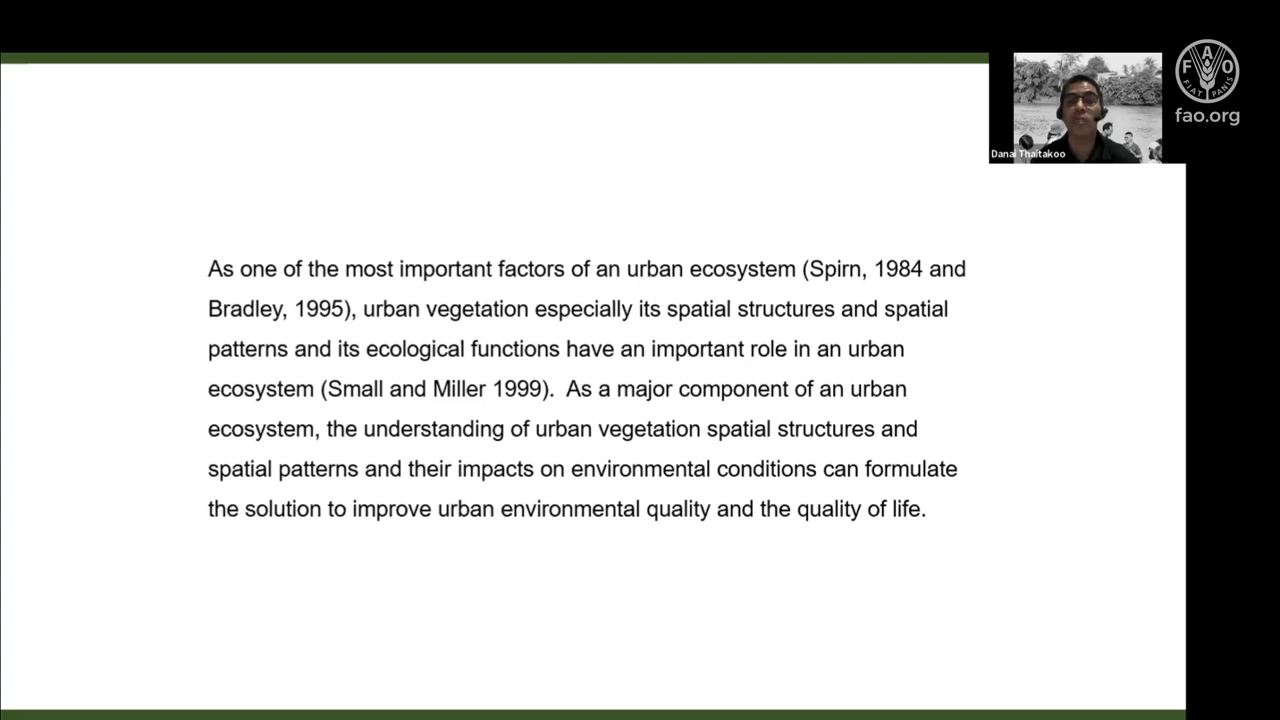 As one of the most important factors of an urban ecosystem (Spirn, 1984 and
Bradley, 1995), urban vegetation especially its spatial structures and spatial
patterns and its ecological functions have an important role in an urban
ecosystem (Small and Miller 1999).  As a major component of an urban
ecosystem, the understanding of urban vegetation spatial structures and
spatial patterns and their impacts on environmental conditions can formulate
the solution to improve urban environmental quality and the quality of life.
Danai Thaitakoo
F A O
FIAT PANIS
fao.org